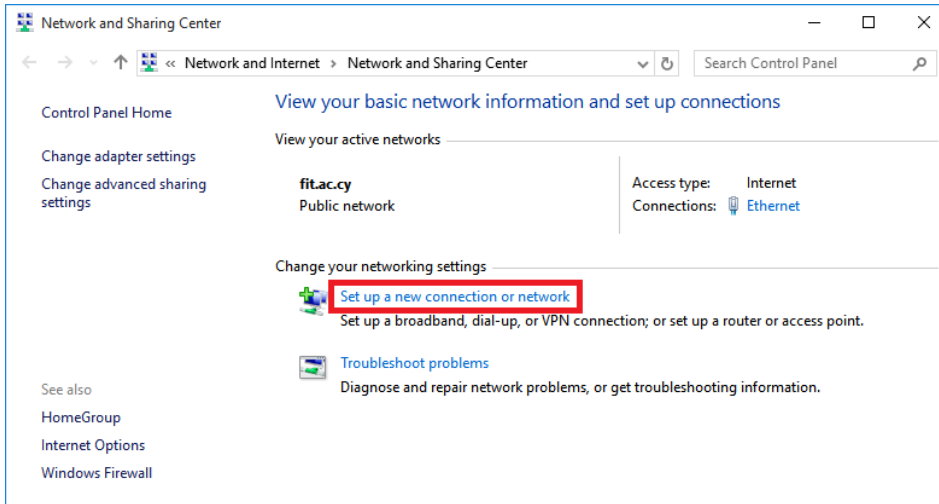 Network and Sharing Center
« Network and Internet › Network and Sharing Center
Search Control Panel
Control Panel Home
Change adapter settings
Change advanced sharing
settings
See also
HomeGroup
Internet Options
Windows Firewall
View your basic network information and set up connections
View your active networks
fit.ac.cy
Public network
Access type: Internet
Connections: Ethernet
Change your networking settings
Set up a new connection or network
Set up a broadband, dial-up, or VPN connection; or set up a router or access point.
Troubleshoot problems
Diagnose and repair network problems, or get troubleshooting information.